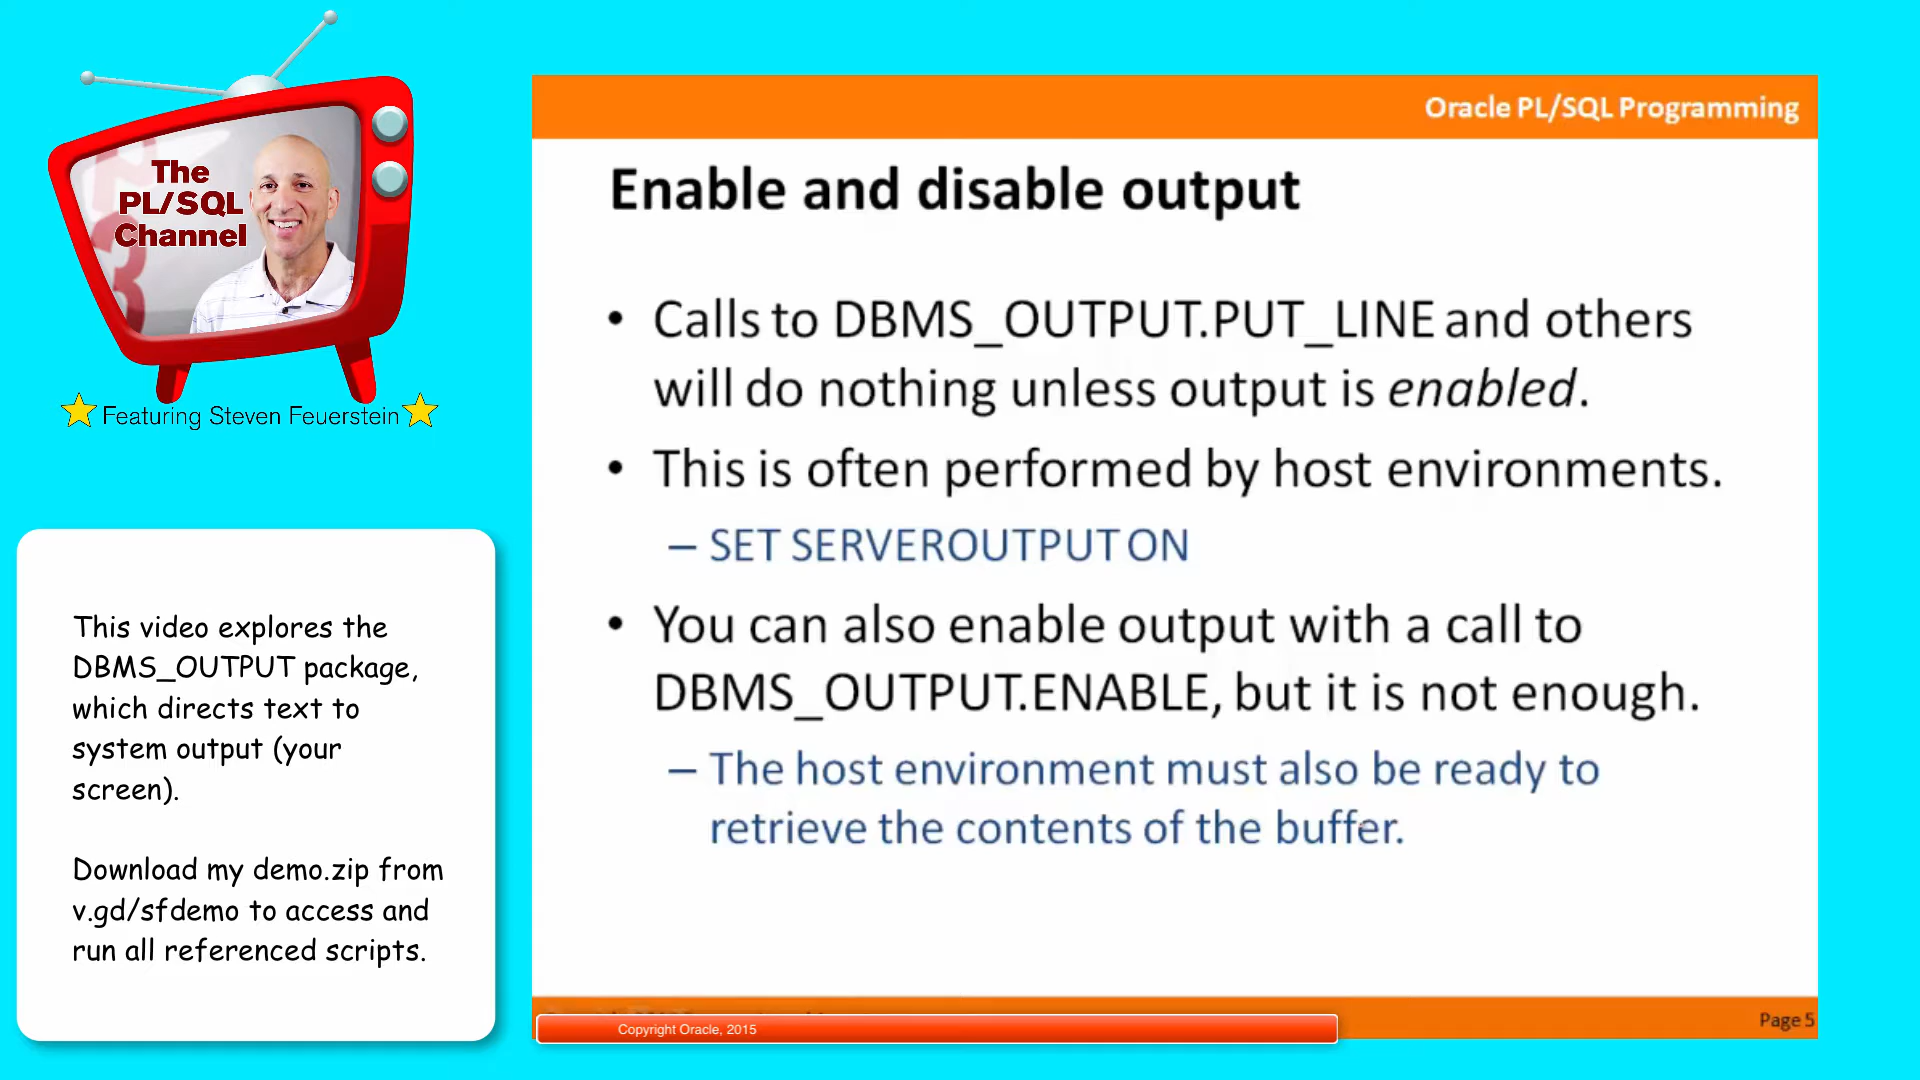 The
PL/SQL
Channel
Featuring Steven Feuerstein
This video explores the
DBMS_OUTPUT package,
which directs text to
system output (your
screen).
Download my demo.zip from
v.gd/sfdemo to access and
run all referenced scripts.
Oracle PL/SQL Programming
Enable and disable output
• Calls to DBMS_OUTPUT.PUT_LINE and others
will do nothing unless output is enabled.
• This is often performed by host environments.
– SET SERVEROUTPUT ON
• You can also enable output with a call to
DBMS_OUTPUT.ENABLE, but it is not enough.
– The host environment must also be ready to
retrieve the contents of the buffer.
Copyright Oracle, 2015
Page 5